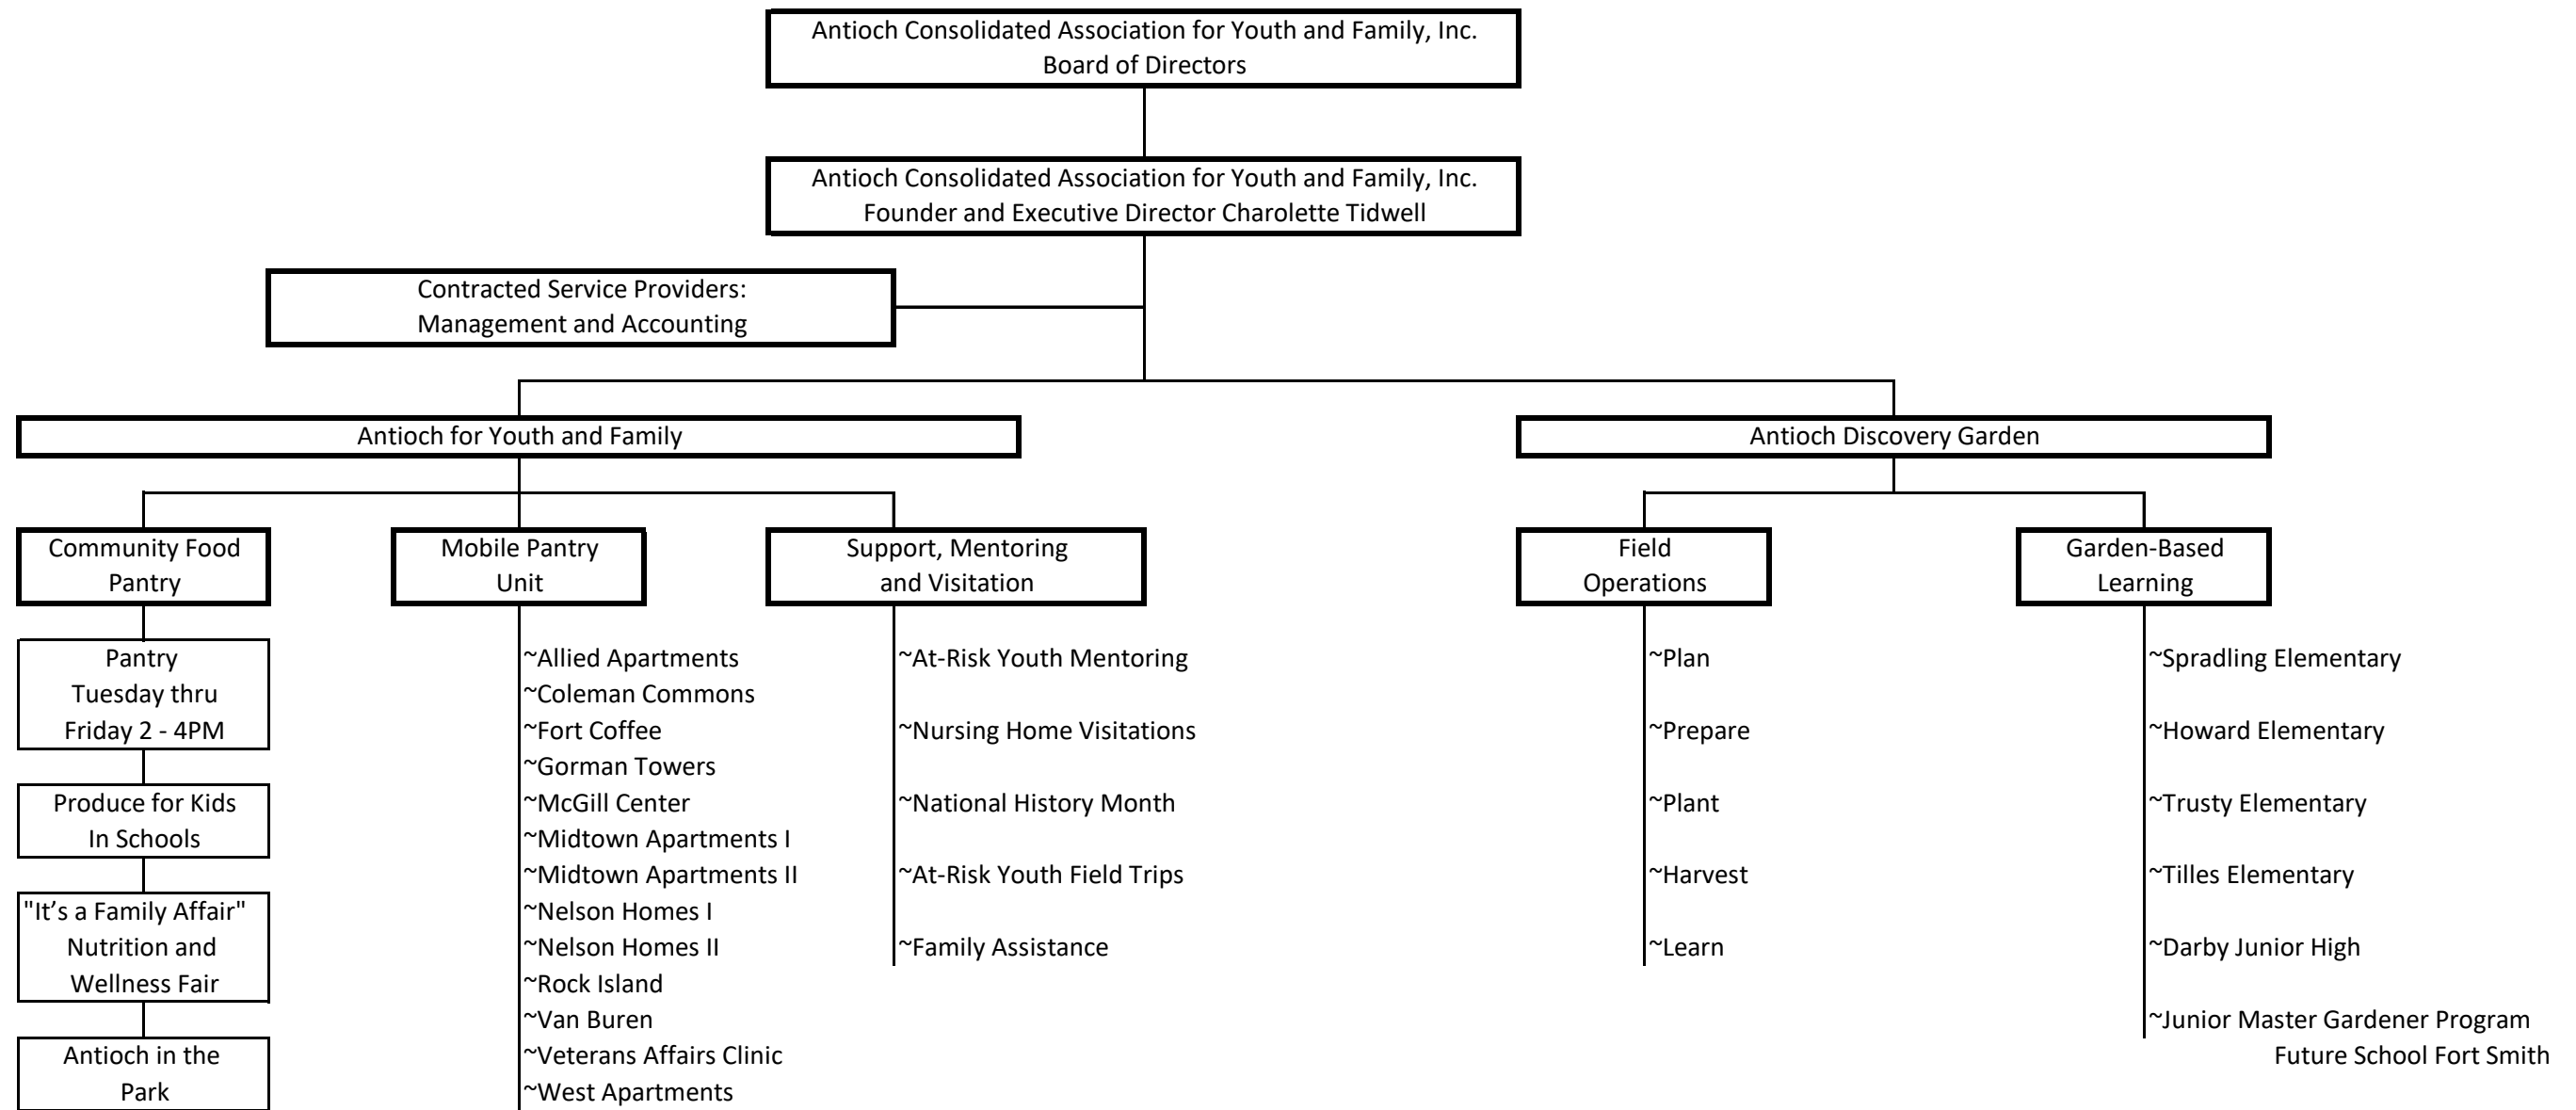 Antioch Consolidated Association for Youth and Family, Inc.
Board of Directors
Antioch Consolidated Association for Youth and Family, Inc.
Founder and Executive Director Charolette Tidwell
Contracted Service Providers:
Management and Accounting
Antioch for Youth and Family
Antioch Discovery Garden
Community Food
Pantry
Mobile Pantry
Unit
Support, Mentoring
and Visitation
Field
Operations
Garden-Based
Learning
Pantry
Tuesday thru
Friday 2 - 4PM
Produce for Kids
In Schools
"It’s a Family Affair"
Nutrition and
Wellness Fair
Antioch in the
Park
~Allied Apartments
~Coleman Commons
~Fort Coffee
~Gorman Towers
~McGill Center
~Midtown Apartments I
~Midtown Apartments II
~Nelson Homes I
~Nelson Homes II
~Rock Island
~Van Buren
~Veterans Affairs Clinic
~West Apartments
~At-Risk Youth Mentoring
~Nursing Home Visitations
~National History Month
~At-Risk Youth Field Trips
~Family Assistance
~Plan
~Prepare
~Plant
~Harvest
~Learn
~Spradling Elementary
~Howard Elementary
~Trusty Elementary
~Tilles Elementary
~Darby Junior High
~Junior Master Gardener Program
Future School Fort Smith